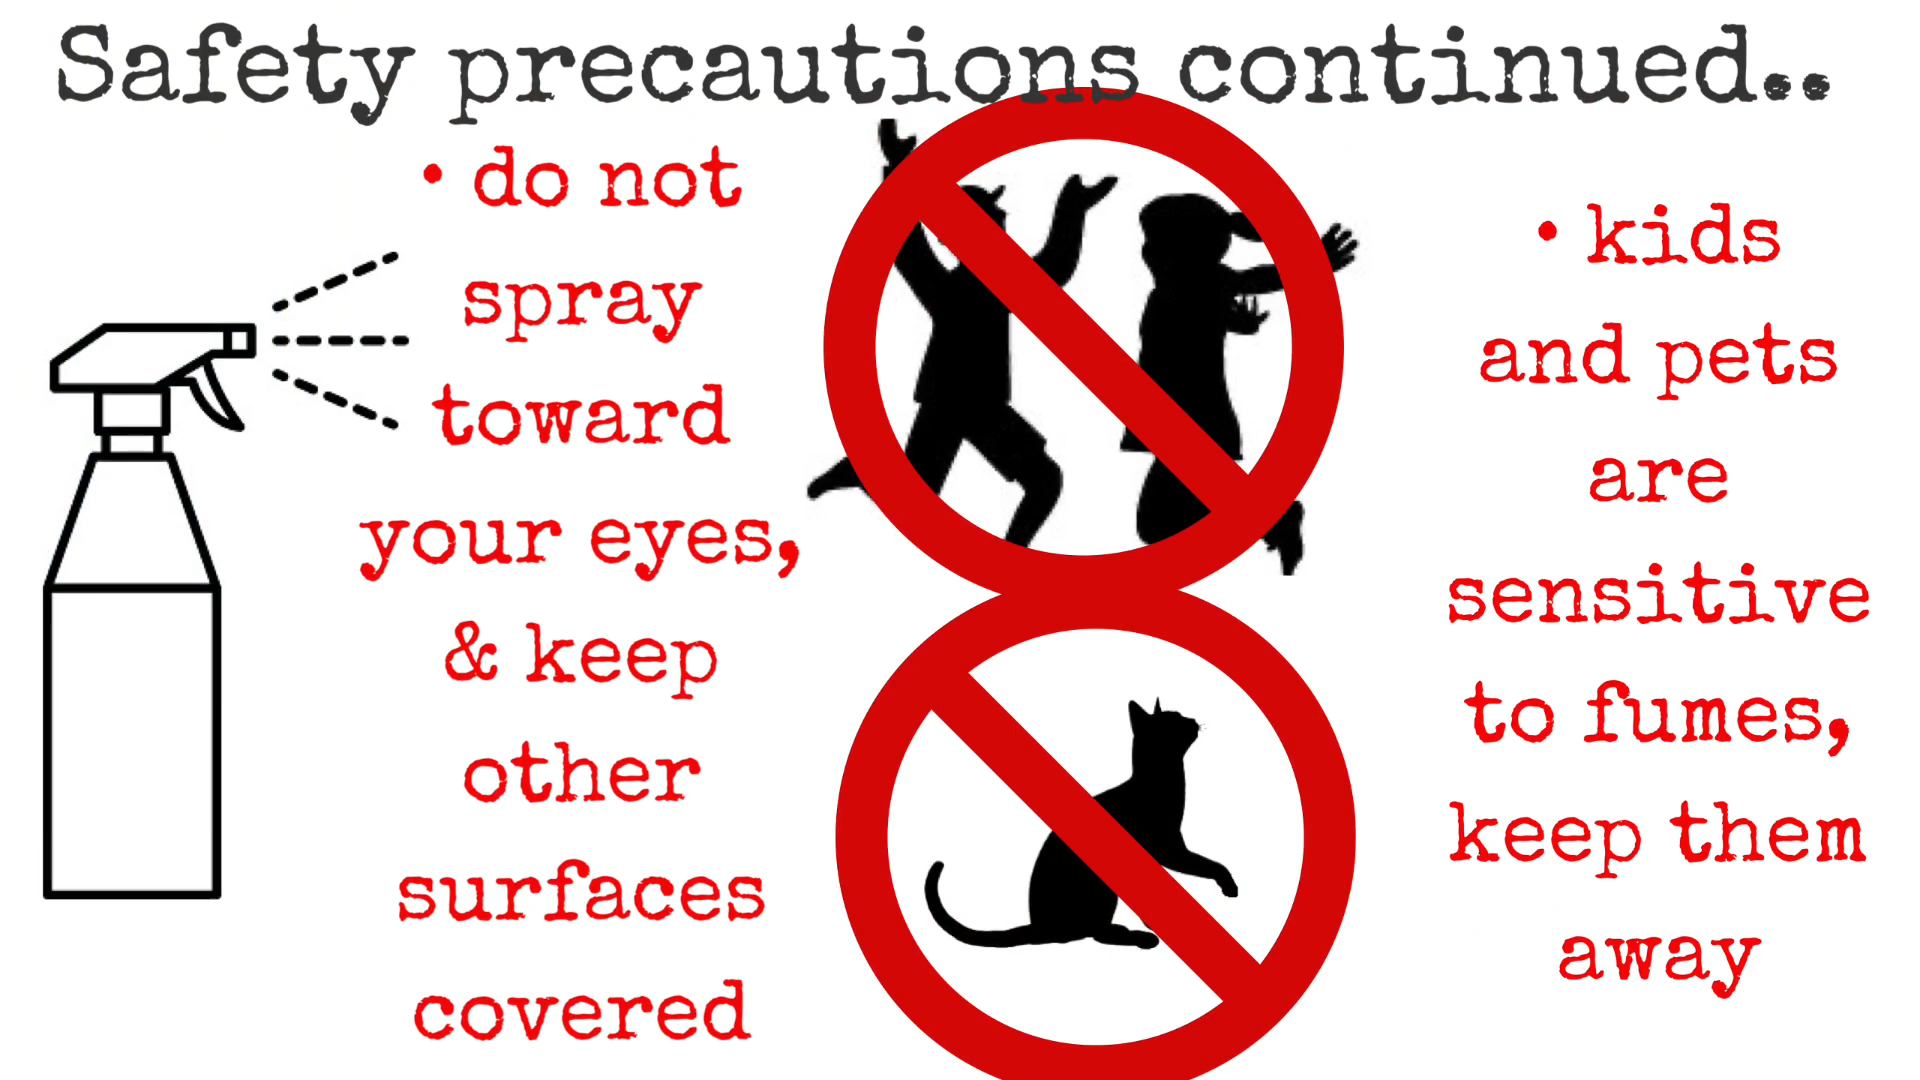 Safety precautions continued..
• do not
spray
toward
your eyes,
& keep
other
surfaces
covered
• kids
and pets
are
sensitive
to fumes,
keep them
away